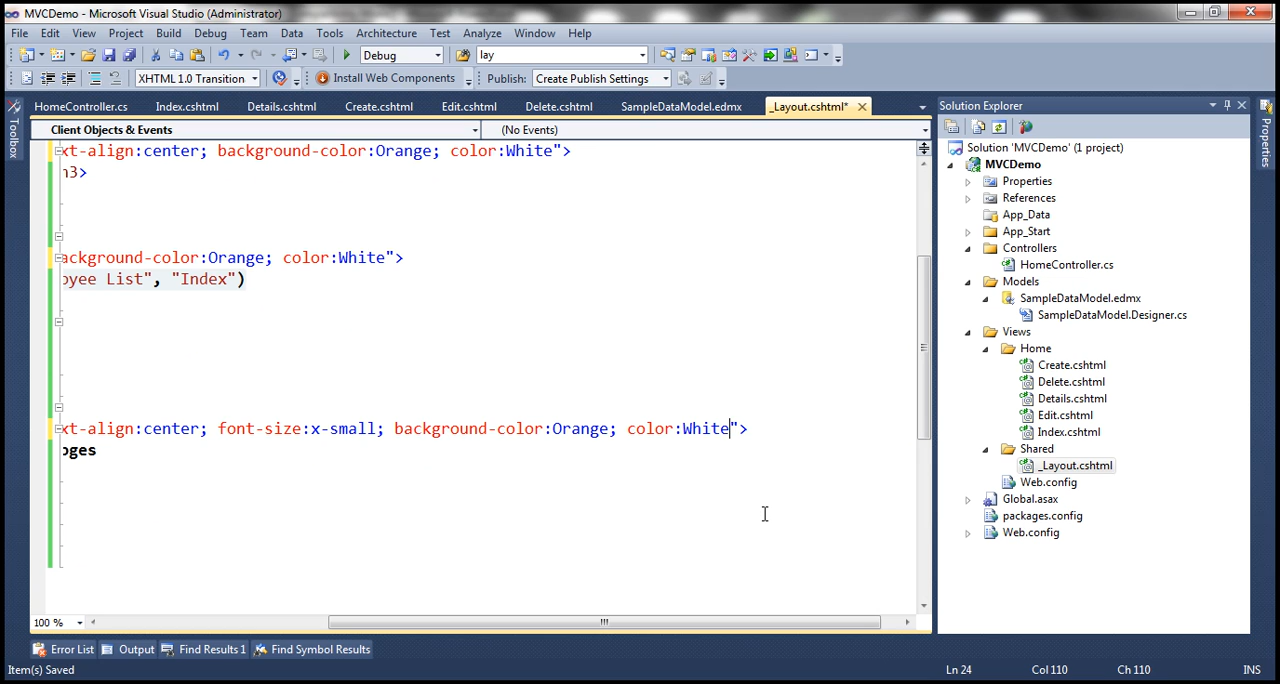 MVCDemo - Microsoft Visual Studio (Administrator)
File Edit View Project Build Debug Team Data Tools Architecture Test Analyze Window Help
Debug lay
XHTML 1.0 Transition Install Web Components Publish: Create Publish Settings
HomeController.cs Index.cshtml Details.cshtml Create.cshtml Edit.cshtml Delete.cshtml SampleDataModel.edmx _Layout.cshtml*
Client Objects & Events (No Events)
Toolbox
xt-align:center; background-color:Orange; color:White">
h3>
ackground-color:Orange; color:White">
oyee List", "Index")
xt-align:center; font-size:x-small; background-color:Orange; color:White">
oges
100 %
Solution Explorer
Solution 'MVCDemo' (1 project)
MVCDemo
Properties
References
App_Data
App_Start
Controllers
HomeController.cs
Models
SampleDataModel.edmx
SampleDataModel.Designer.cs
Views
Home
Create.cshtml
Delete.cshtml
Details.cshtml
Edit.cshtml
Index.cshtml
Shared
_Layout.cshtml
Web.config
Global.asax
packages.config
Web.config
Properties
Error List Output Find Results 1 Find Symbol Results
Item(s) Saved Ln 24 Col 110 Ch 110 INS